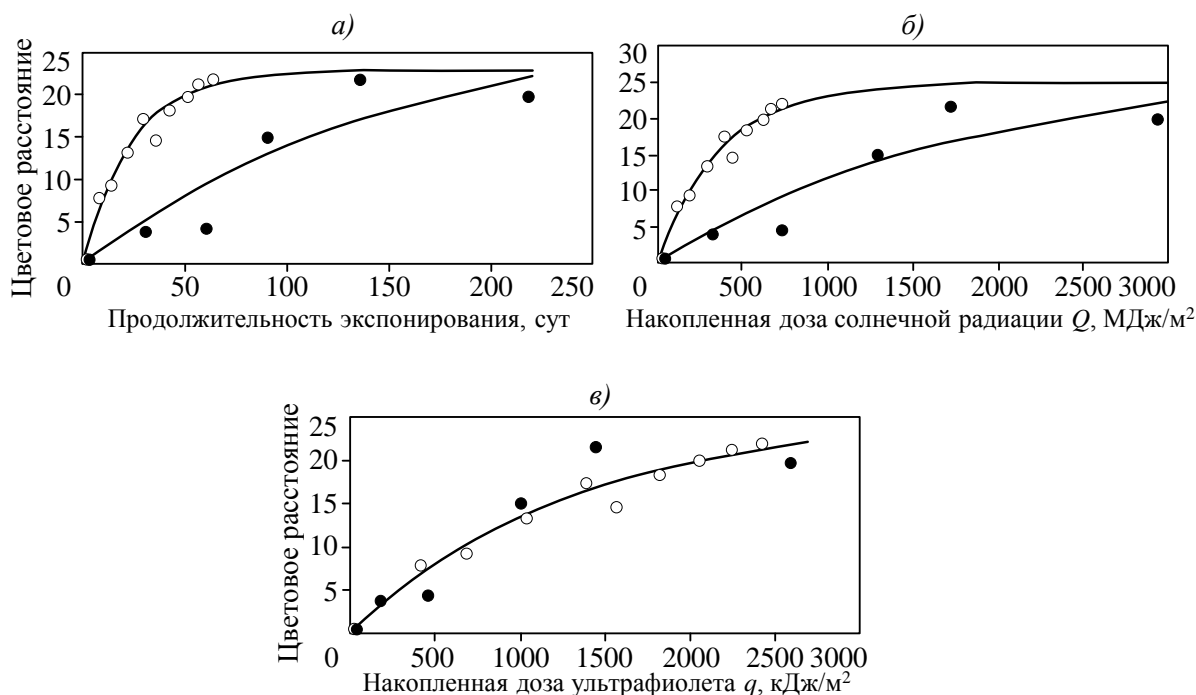 а)
Цветовое расстояние
25
20
15
10
5
0 50 100 150 200 250
Продолжительность экспонирования, сут
б)
30
25
20
15
10
5
0 500 1000 1500 2000 2500 3000
Накопленная доза солнечной радиации Q, МДж/м²
в)
Цветовое расстояние
25
20
15
10
5
0 500 1000 1500 2000 2500 3000
Накопленная доза ультрафиолета q, кДж/м²